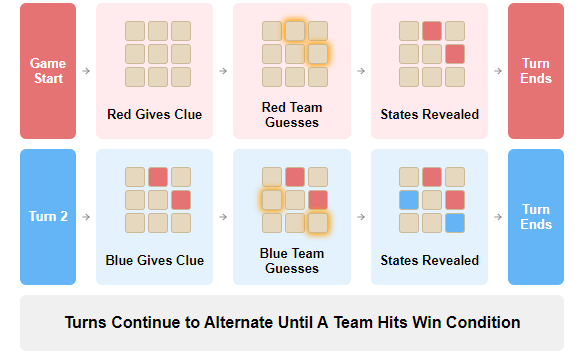 Game
Start
Red Gives Clue
Red Team
Guesses
States Revealed
Turn
Ends
Turn 2
Blue Gives Clue
Blue Team
Guesses
States Revealed
Turn
Ends
Turns Continue to Alternate Until A Team Hits Win Condition